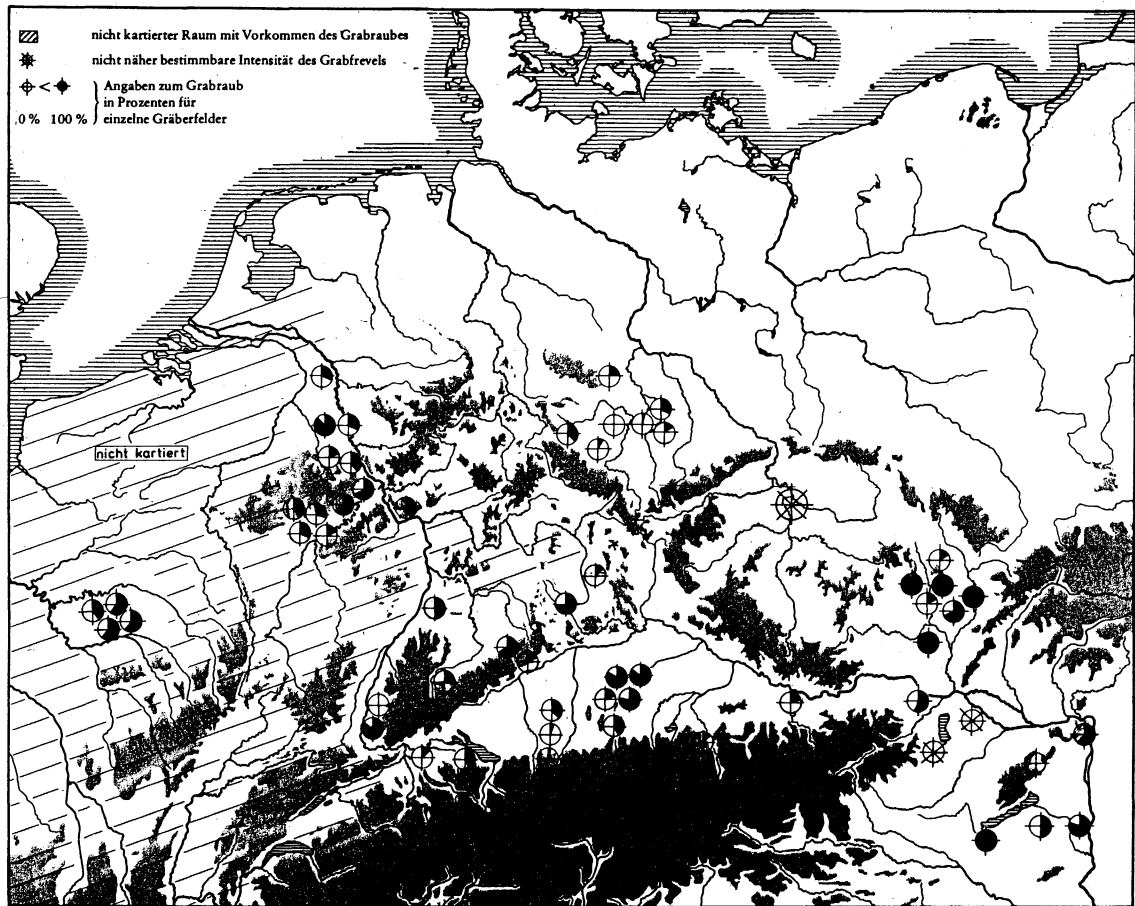 nicht kartierter Raum mit Vorkommen des Grabraubes
nicht näher bestimmbare Intensität des Grabfrevels
< Angaben zum Grabraub
in Prozenten für
0 % 100 % einzelne Gräberfelder
nicht kartiert